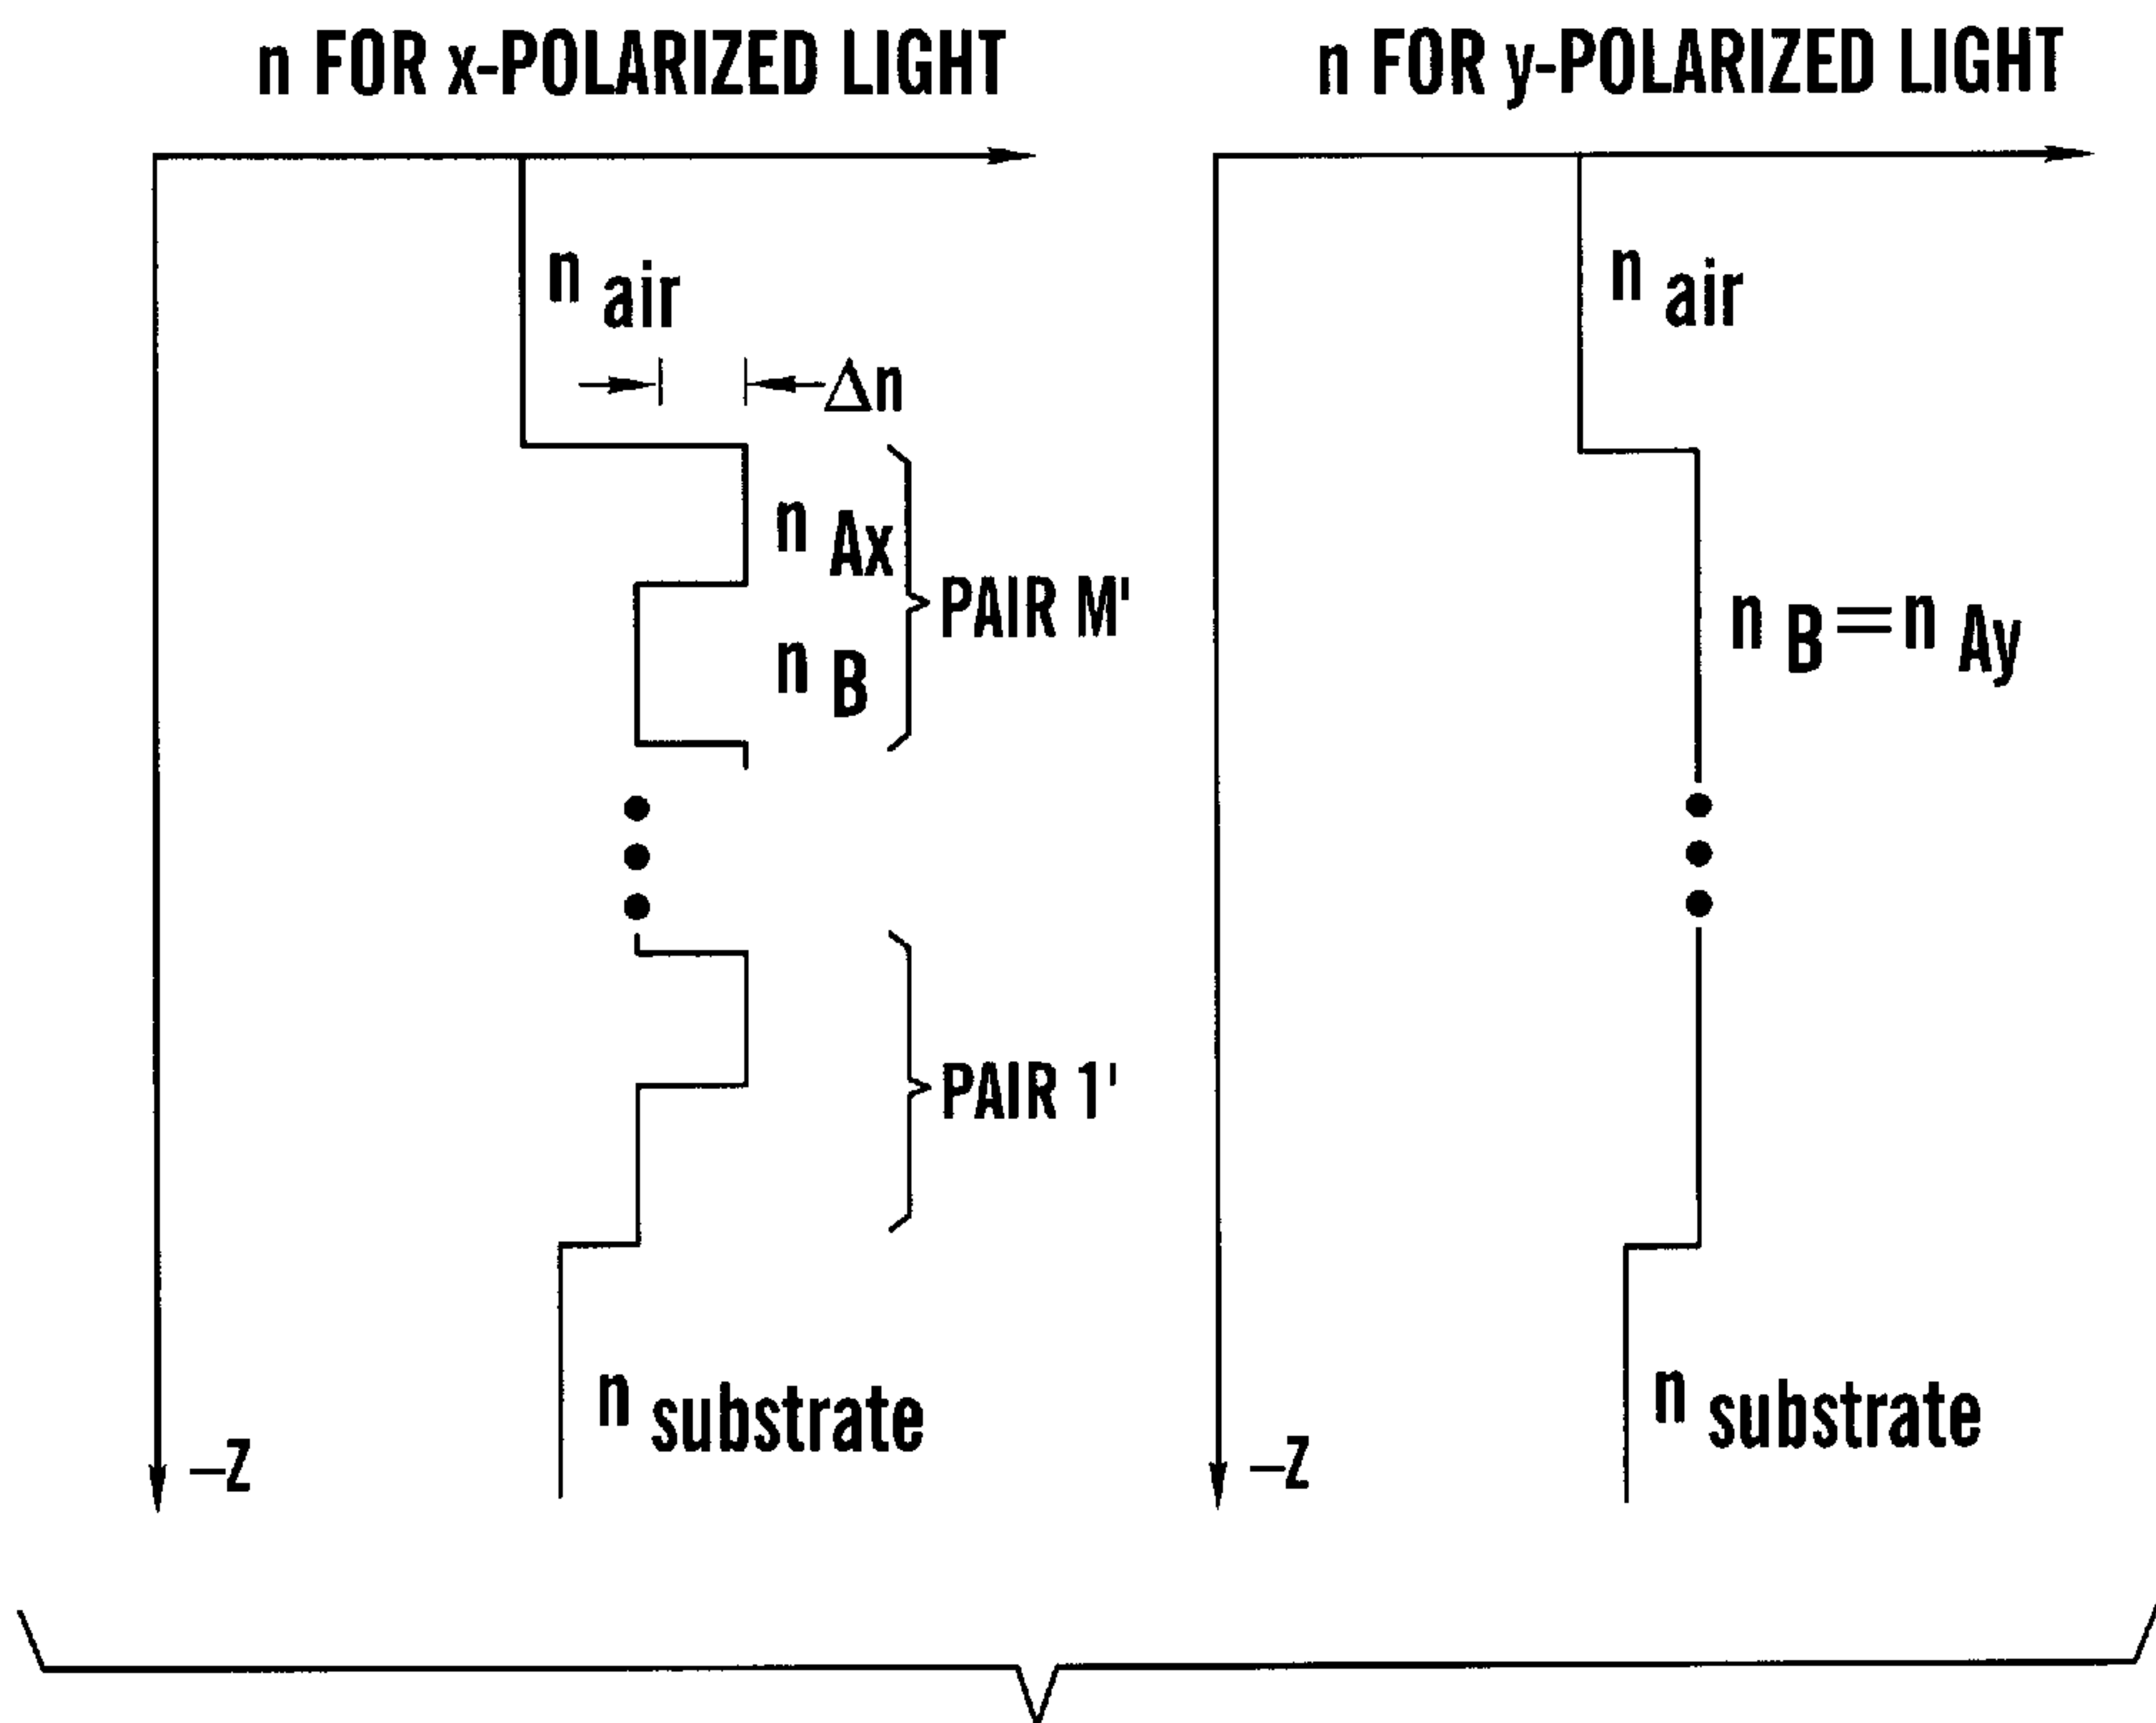 n FOR x-POLARIZED LIGHT
n air
Δn
n Ax
n B
PAIR M'
PAIR 1'
n substrate
–Z
n FOR y-POLARIZED LIGHT
n air
n B=n Ay
n substrate
–Z